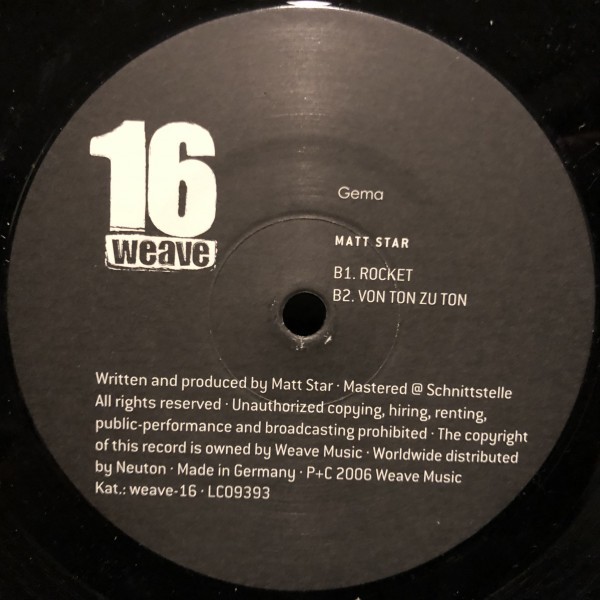 16
weave
Gema
MATT STAR
B1. ROCKET
B2. VON TON ZU TON
Written and produced by Matt Star · Mastered @ Schnittstelle
All rights reserved · Unauthorized copying, hiring, renting,
public-performance and broadcasting prohibited · The copyright
of this record is owned by Weave Music · Worldwide distributed
by Neuton · Made in Germany · P+C 2006 Weave Music
Kat.: weave-16 · LC09393